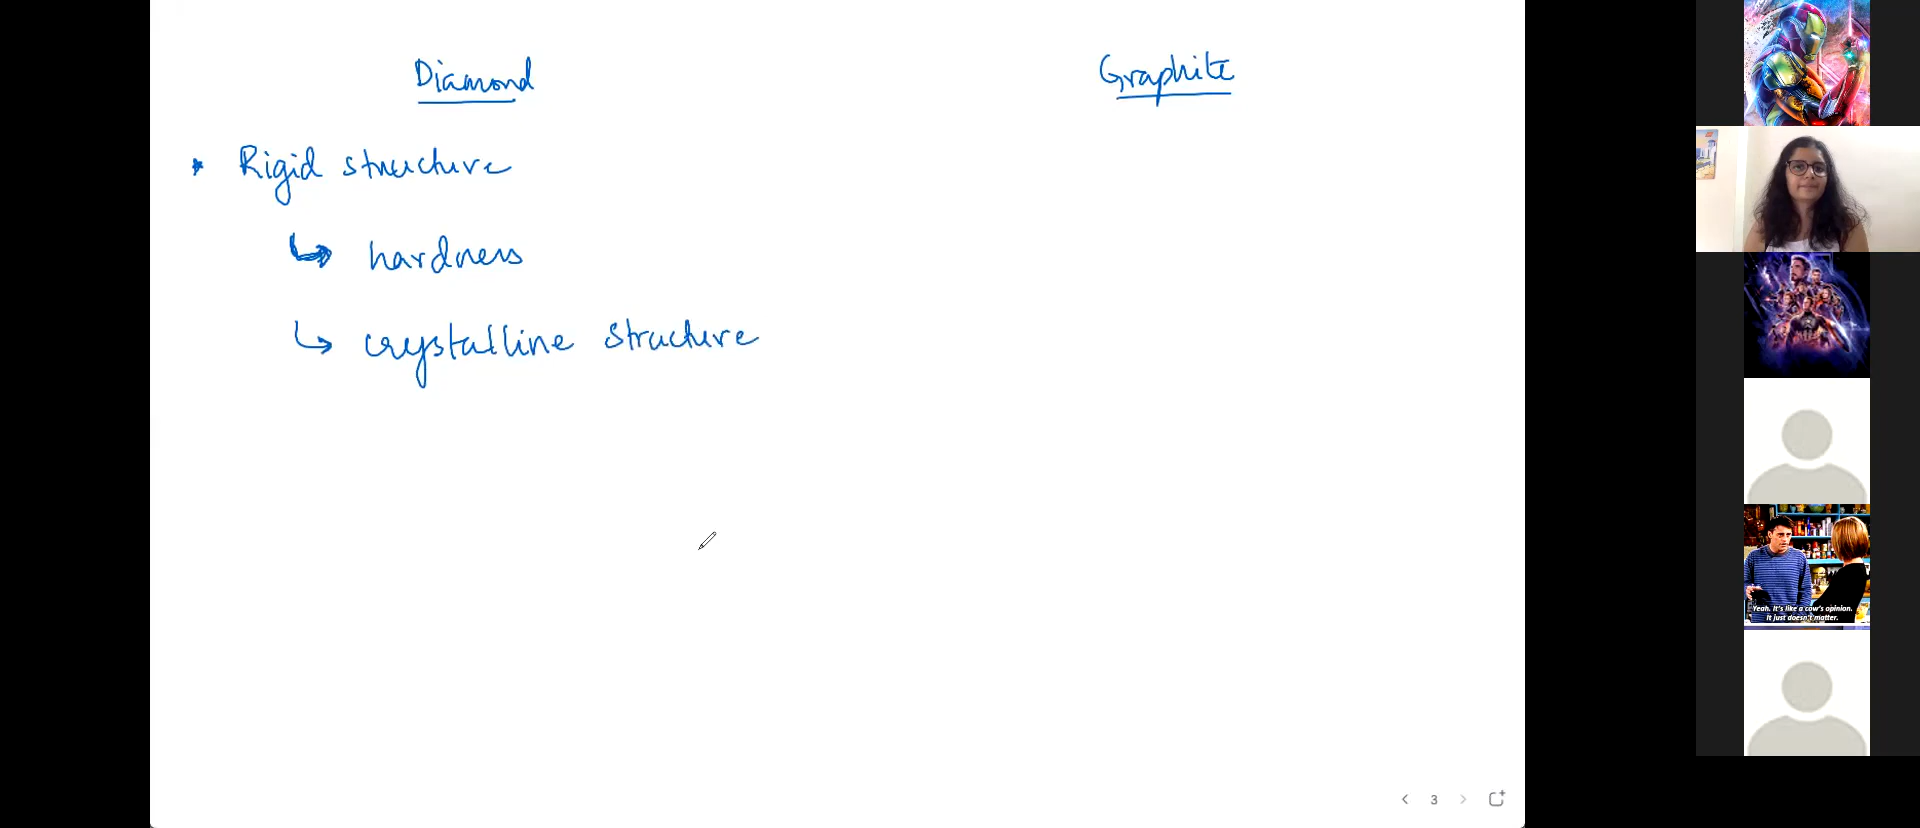 Diamond
Graphite
* Rigid structure
↳ hardness
↳ crystalline structure
Yeah. It's like a cow's opinion.
It just doesn't matter.
< 3 >